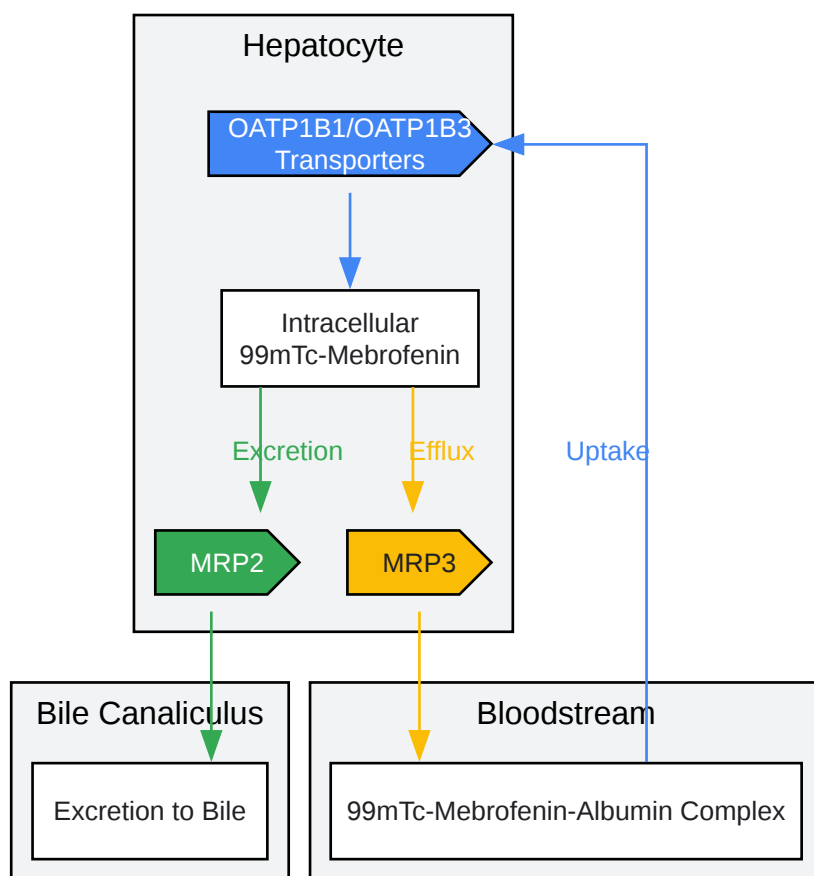 Hepatocyte
OATP1B1/OATP1B3
Transporters
Intracellular
99mTc-Mebrofenin
Excretion
Efflux
Uptake
MRP2
MRP3
Bile Canaliculus
Bloodstream
Excretion to Bile
99mTc-Mebrofenin-Albumin Complex